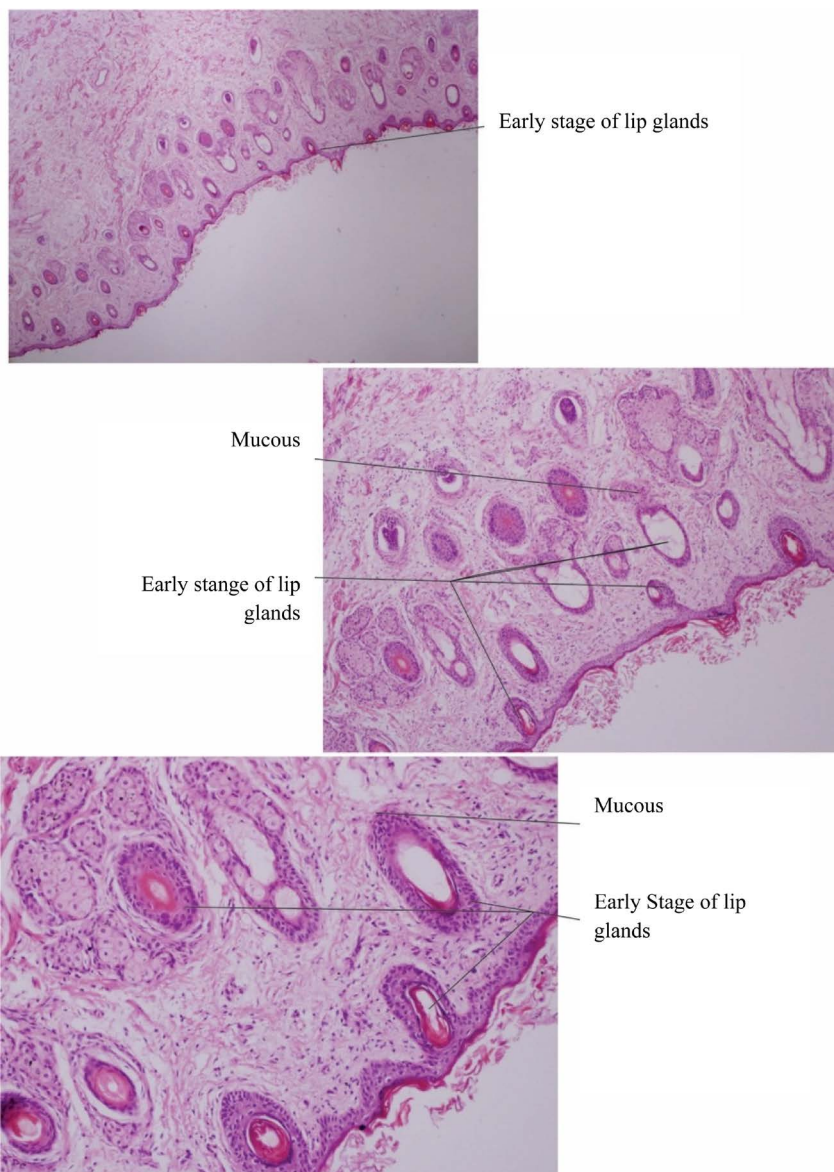 Early stage of lip glands
Mucous
Early stange of lip
glands
Mucous
Early Stage of lip
glands